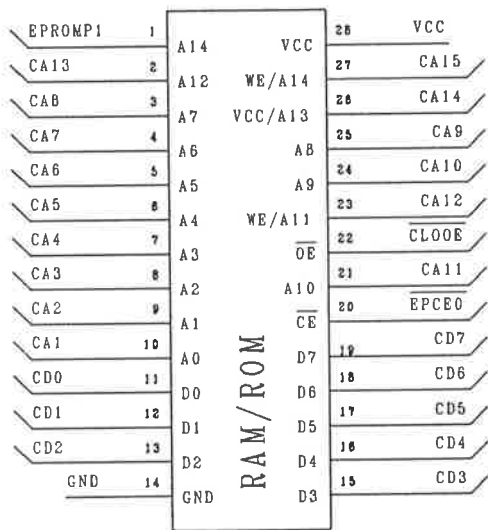 EPROMP1 1 A14 VCC 28 VCC
CA13 2 A12 WE/A14 27 CA15
CA8 3 A7 VCC/A13 26 CA14
CA7 4 A6 A8 25 CA9
CA6 5 A5 A9 24 CA10
CA5 6 A4 WE/A11 23 CA12
CA4 7 A3 OE 22 CLOOE
CA3 8 A2 A10 21 CA11
CA2 9 A1 CE 20 EPCE0
CA1 10 A0 D7 19 CD7
CD0 11 D0 D6 18 CD6
CD1 12 D1 D5 17 CD5
CD2 13 D2 D4 16 CD4
GND 14 GND D3 15 CD3
RAM/ROM